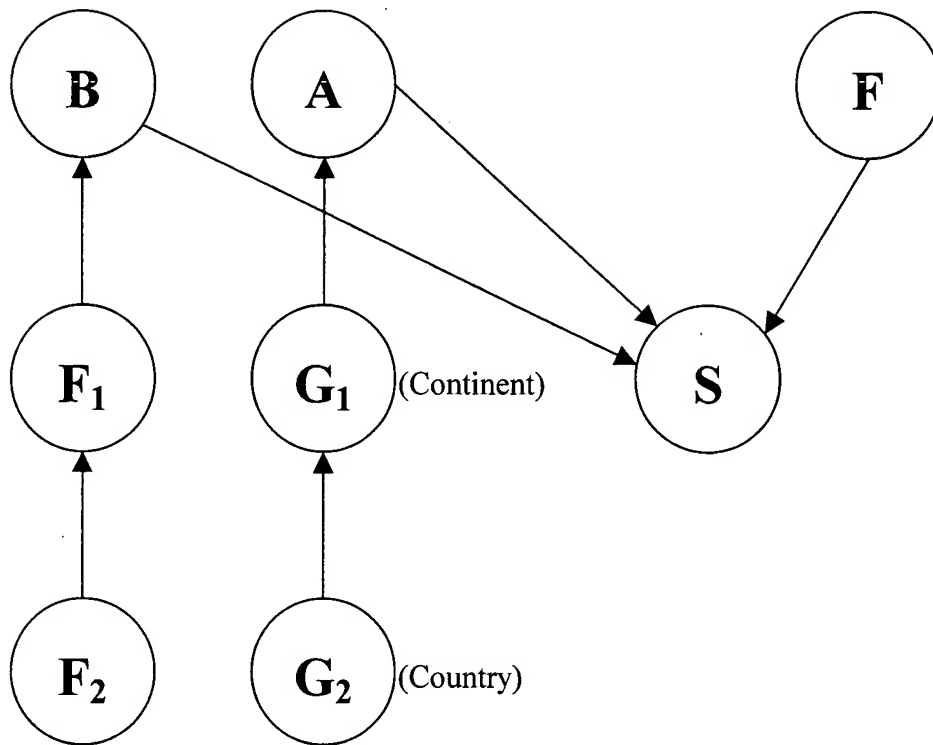 B A F
F₁ G₁ (Continent) S
F₂ G₂ (Country)